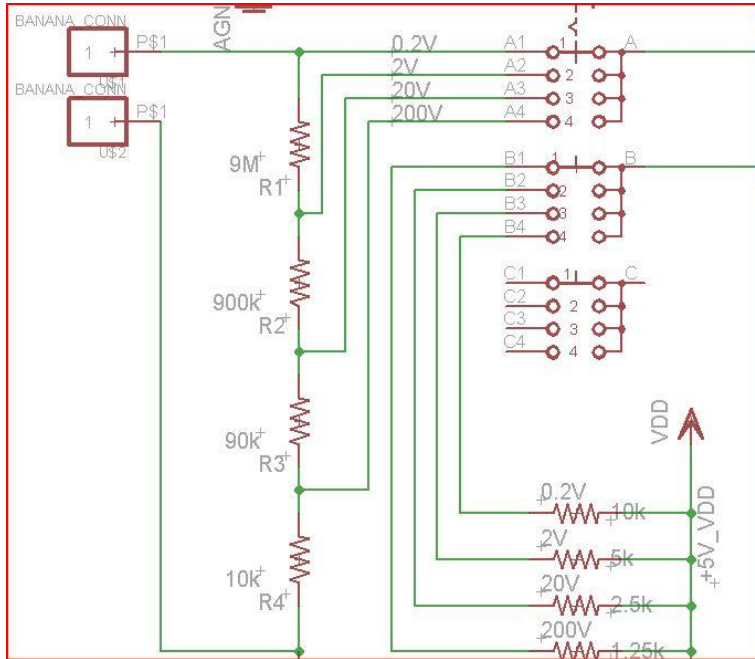 BANANA_CONN
1
P$1
U$1
BANANA_CONN
1
P$1
U$2
AGN
0.2V
2V
20V
200V
A1
A2
A3
A4
1
2
3
4
A
B1
B2
B3
B4
1
2
3
4
B
C1
C2
C3
C4
1
2
3
4
C
9M
R1
900k
R2
90k
R3
10k
R4
VDD
+5V_VDD
0.2V
10k
2V
5k
20V
2.5k
200V
1.25k